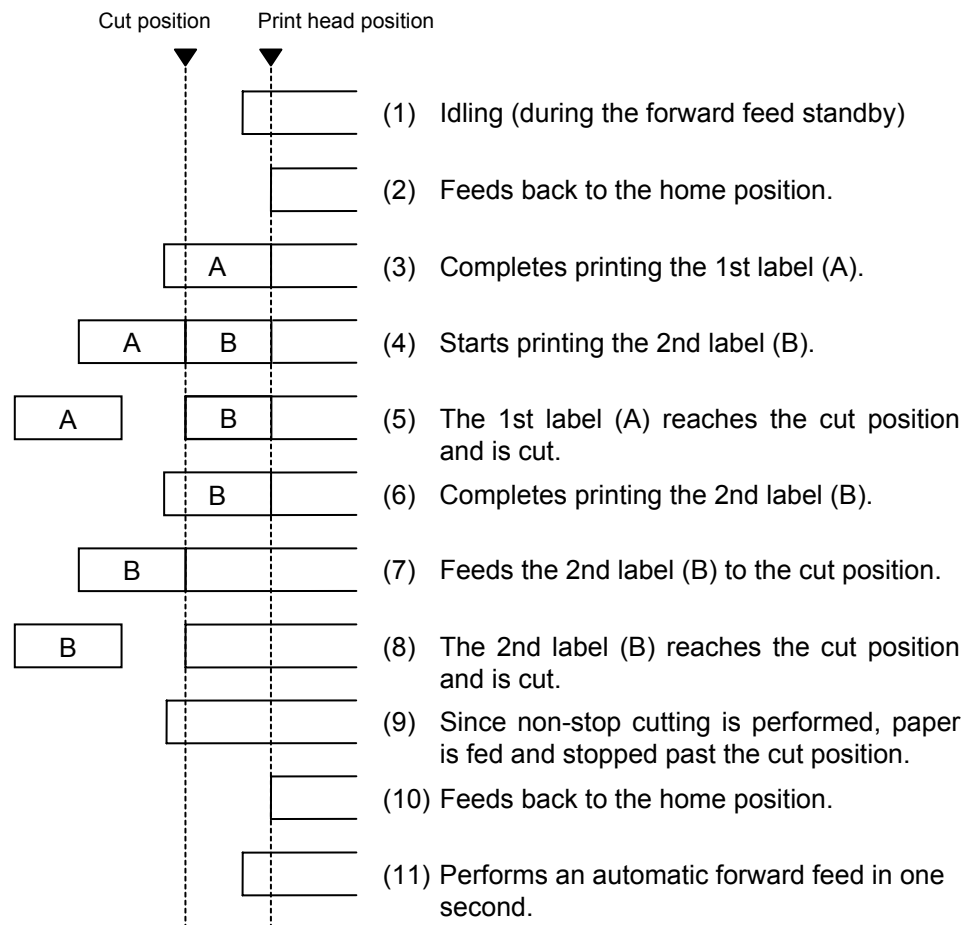 Cut position Print head position
(1) Idling (during the forward feed standby)
(2) Feeds back to the home position.
A (3) Completes printing the 1st label (A).
A B (4) Starts printing the 2nd label (B).
A B (5) The 1st label (A) reaches the cut position
and is cut.
B (6) Completes printing the 2nd label (B).
B (7) Feeds the 2nd label (B) to the cut position.
B (8) The 2nd label (B) reaches the cut position
and is cut.
(9) Since non-stop cutting is performed, paper
is fed and stopped past the cut position.
(10) Feeds back to the home position.
(11) Performs an automatic forward feed in one
second.